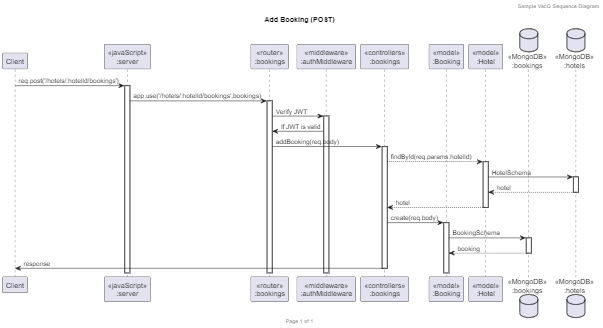 Sample VacQ Sequence Diagram
Add Booking (POST)
Client
«javaScript»
:server
«router»
:bookings
«middleware»
:authMiddleware
«controllers»
:bookings
«model»
:Booking
«model»
:Hotel
«MongoDB»
:bookings
«MongoDB»
:hotels
req.post('/hotels/:hotelId/bookings')
app.use('/hotels/:hotelId/bookings',bookings)
Verify JWT
If JWT is valid
addBooking(req.body)
findById(req.params.hotelId)
HotelSchema
hotel
hotel
create(req.body)
BookingSchema
booking
response
Client
«javaScript»
:server
«router»
:bookings
«middleware»
:authMiddleware
«controllers»
:bookings
«model»
:Booking
«model»
:Hotel
«MongoDB»
:bookings
«MongoDB»
:hotels
Page 1 of 1